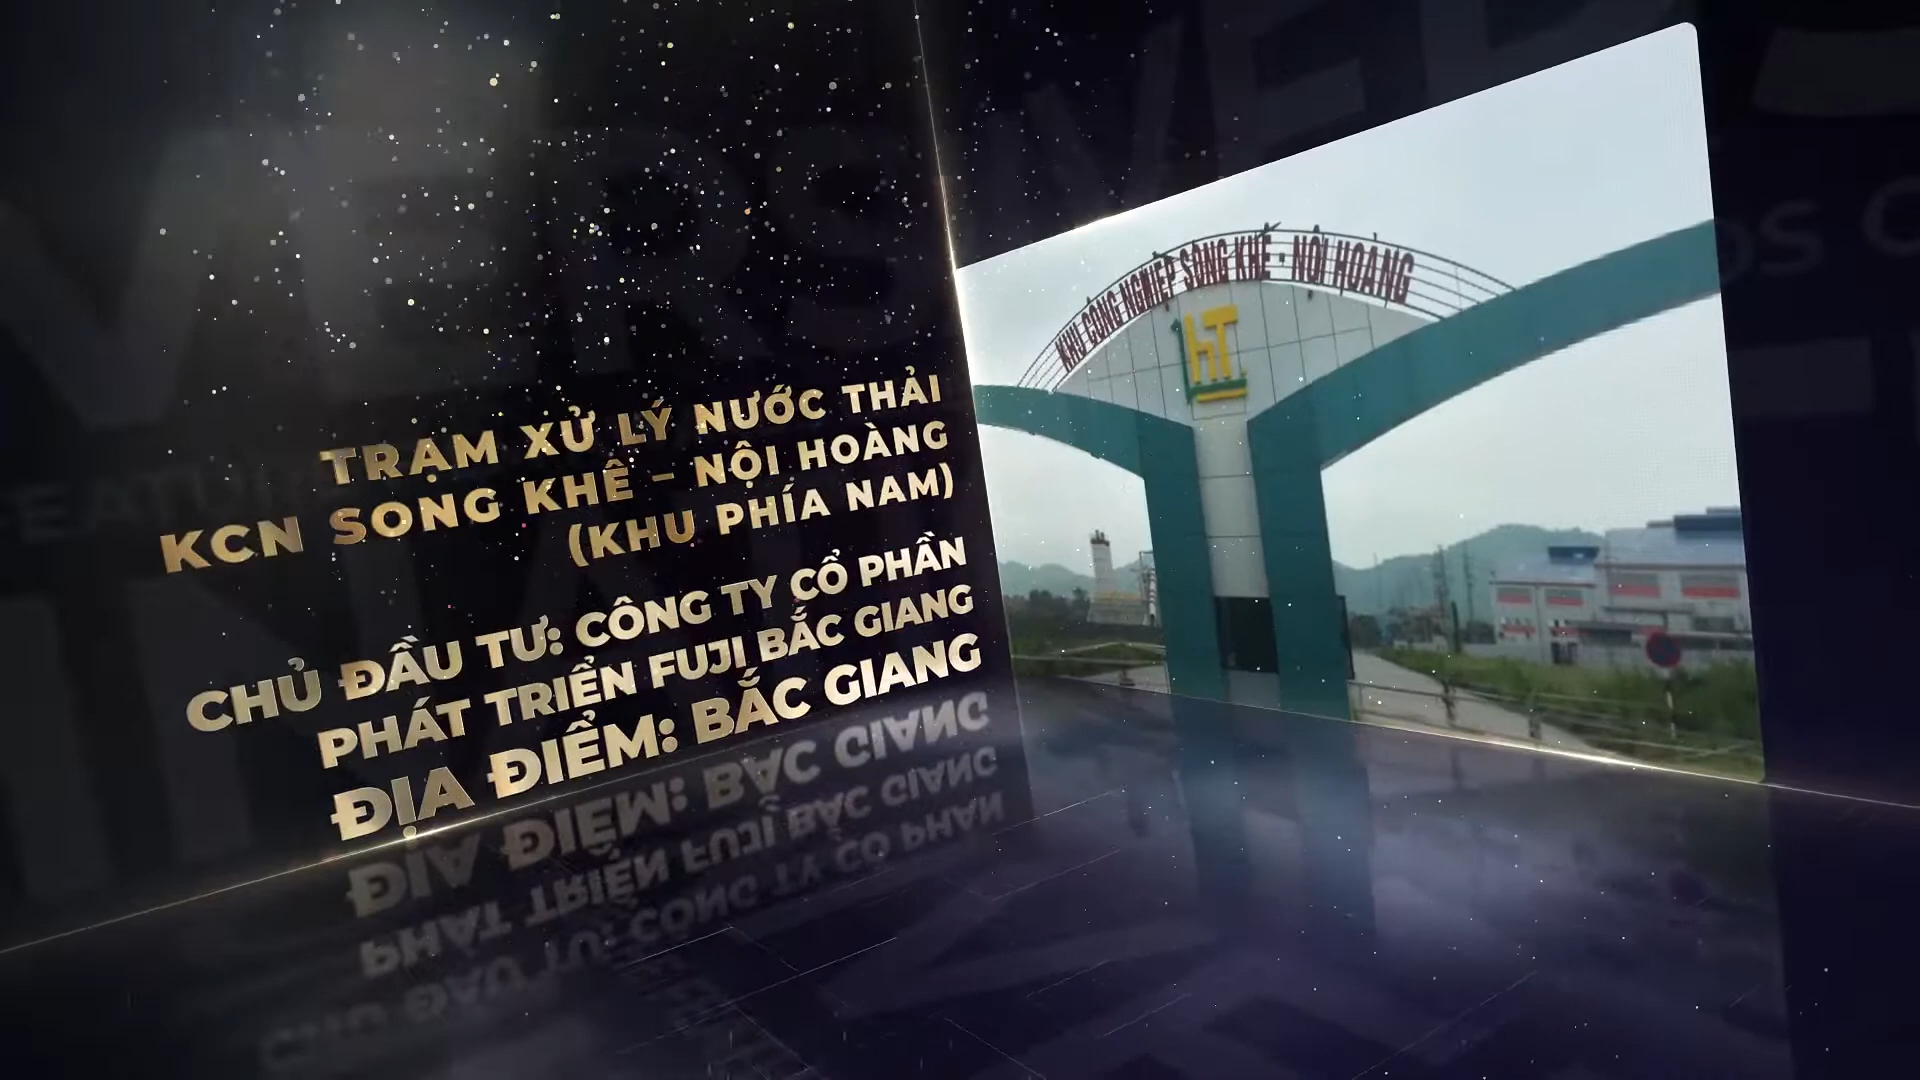 TRẠM XỬ LÝ NƯỚC THẢI
KCN SONG KHÊ – NỘI HOÀNG
(KHU PHÍA NAM)
CHỦ ĐẦU TƯ: CÔNG TY CỔ PHẦN
PHÁT TRIỂN FUJI BẮC GIANG
ĐỊA ĐIỂM: BẮC GIANG
KHU CÔNG NGHIỆP SONG KHÊ - NỘI HOÀNG
HT